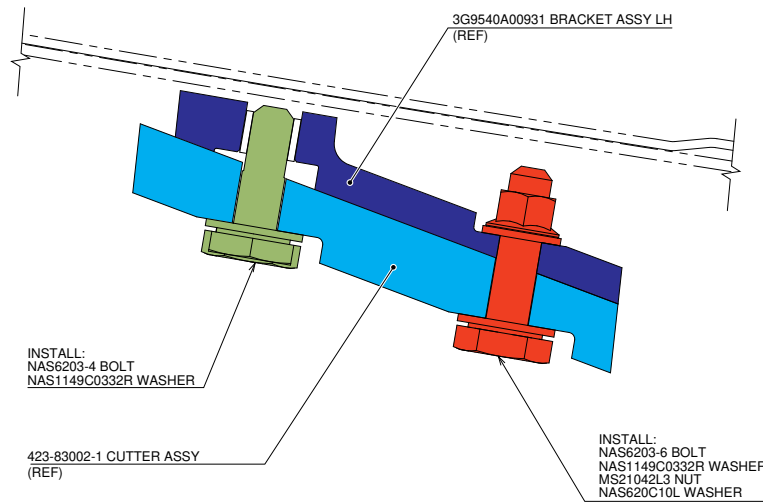 3G9540A00931 BRACKET ASSY LH
(REF)
INSTALL:
NAS6203-4 BOLT
NAS1149C0332R WASHER
423-83002-1 CUTTER ASSY
(REF)
INSTALL:
NAS6203-6 BOLT
NAS1149C0332R WASHER
MS21042L3 NUT
NAS620C10L WASHER